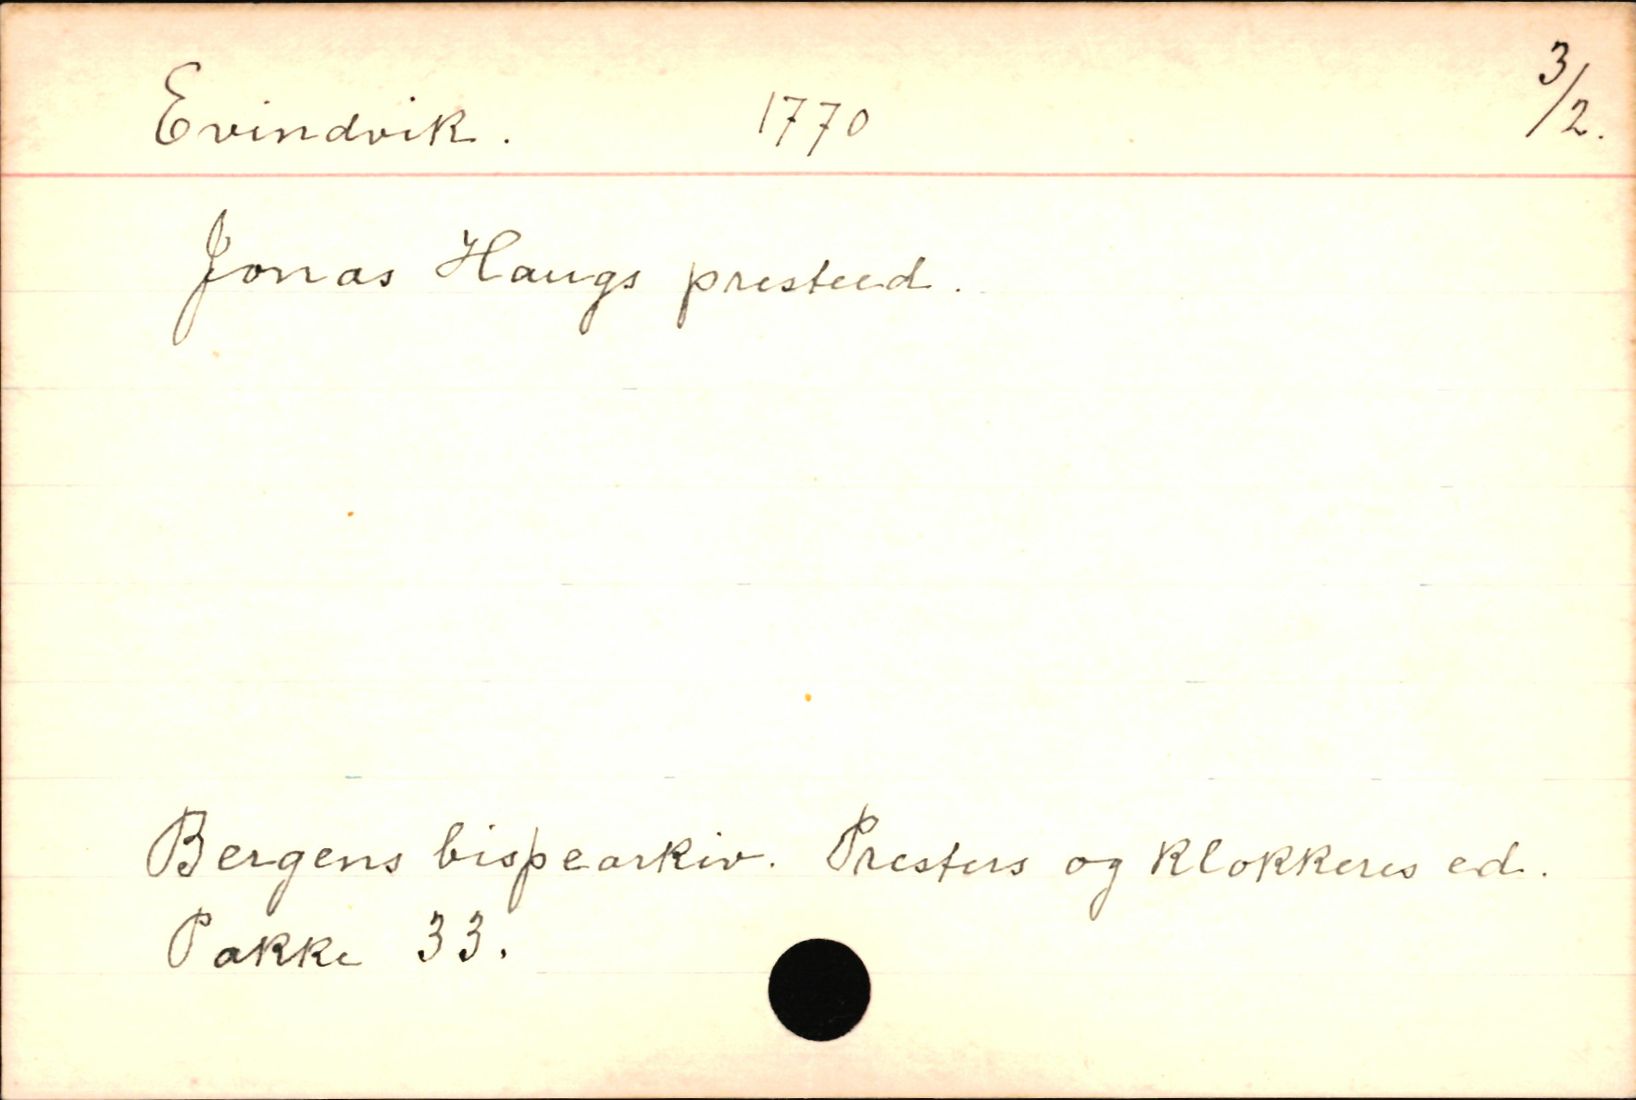 Evindvik. 1770 3/2.
Jonas Haugs presteed.
Bergens bispearkiv. Presters og klokkeres ed.
Pakke 33.